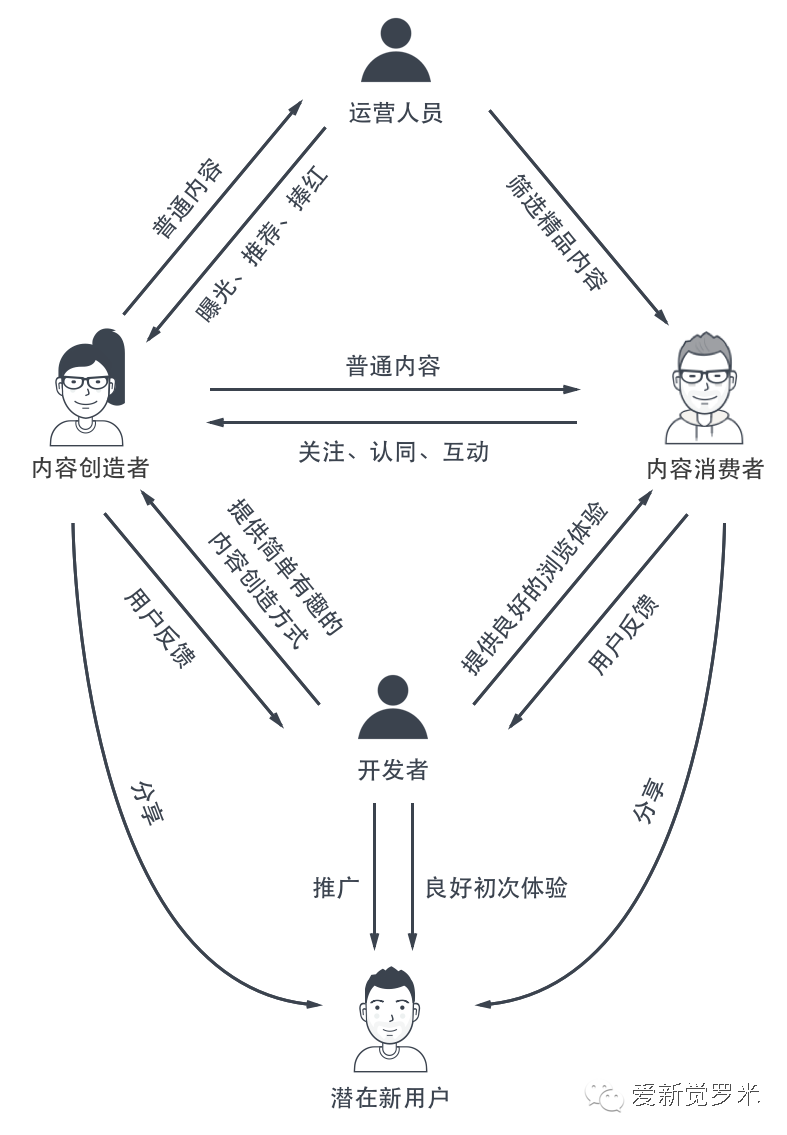 运营人员
普通内容
曝光、推荐、捧红
筛选精品内容
普通内容
关注、认同、互动
内容创造者
内容消费者
提供简单有趣的
内容创造方式
用户反馈
提供良好的浏览体验
用户反馈
开发者
分享
分享
推广
良好初次体验
潜在新用户
爱新觉罗米